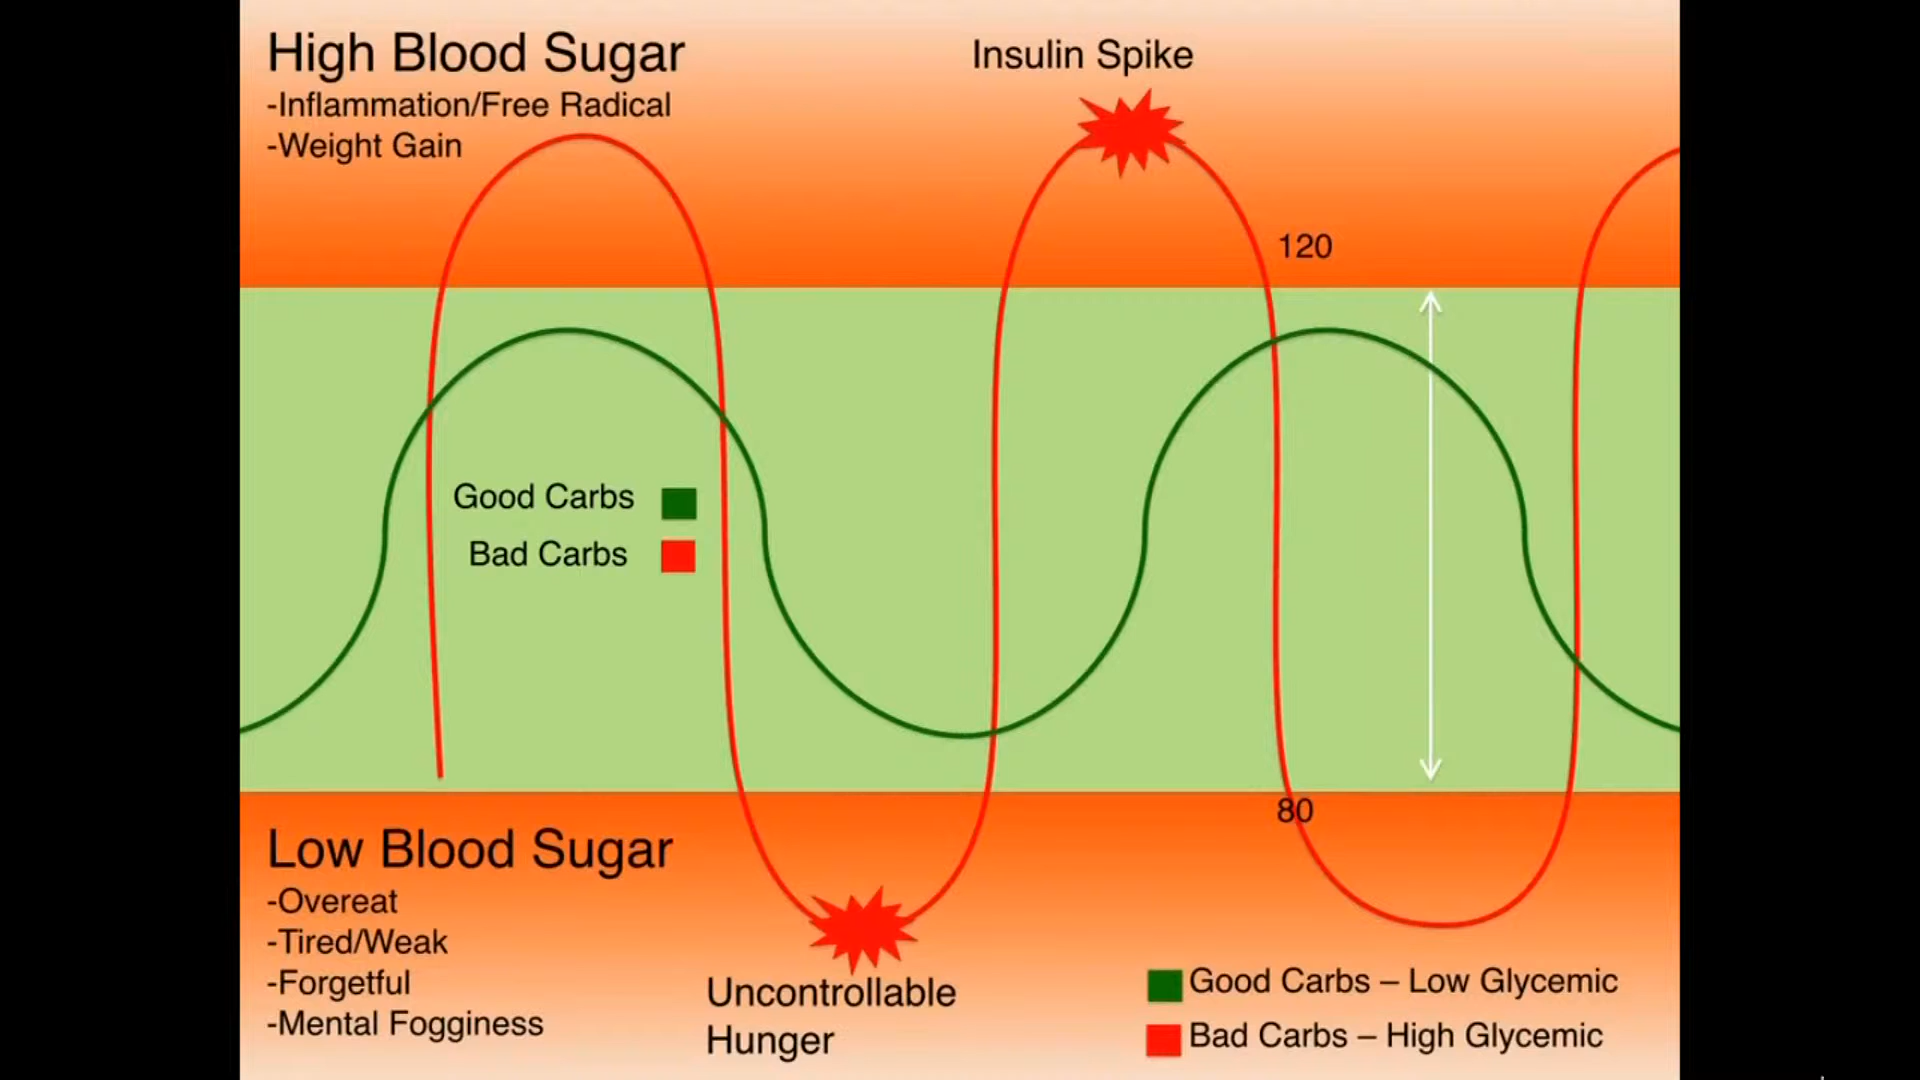 High Blood Sugar
-Inflammation/Free Radical
-Weight Gain
Insulin Spike
120
Good Carbs
Bad Carbs
80
Low Blood Sugar
-Overeat
-Tired/Weak
-Forgetful
-Mental Fogginess
Uncontrollable
Hunger
Good Carbs – Low Glycemic
Bad Carbs – High Glycemic